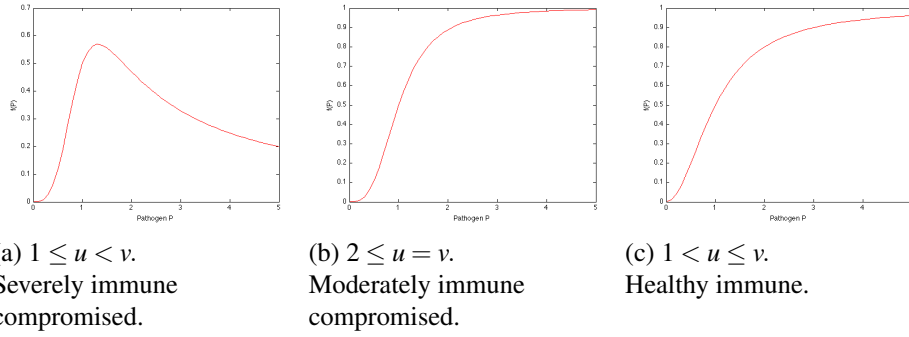 0.7
0.6
0.5
0.4
0.3
0.2
0.1
0
f(P)
0 1 2 3 4 5
Pathogen P
1
0.9
0.8
0.7
0.6
0.5
0.4
0.3
0.2
0.1
0
f(P)
0 1 2 3 4 5
Pathogen P
1
0.9
0.8
0.7
0.6
0.5
0.4
0.3
0.2
0.1
0
f(P)
0 1 2 3 4
Pathogen P
a) 1 ≤ u < v.
Severely immune
compromised.
(b) 2 ≤ u = v.
Moderately immune
compromised.
(c) 1 < u ≤ v.
Healthy immune.